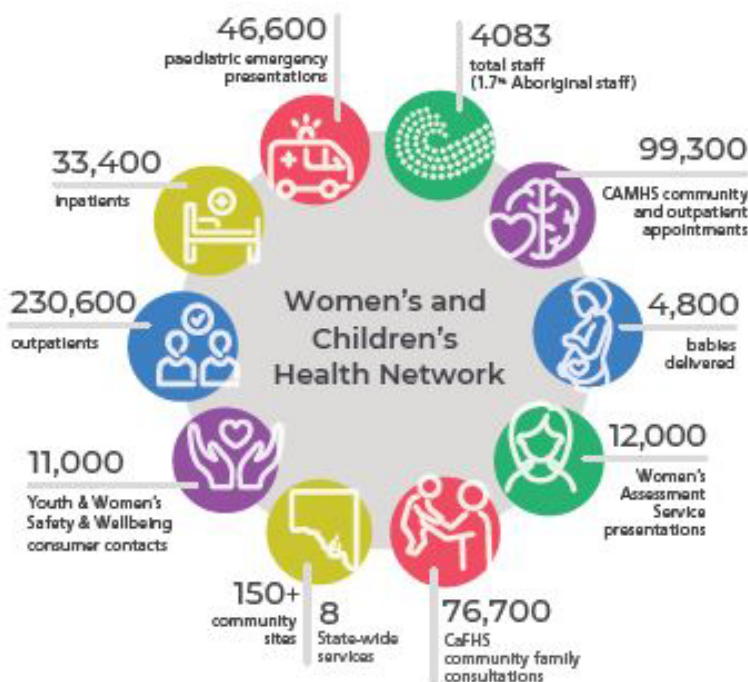 46,600
paediatric emergency
presentations
4083
total staff
(1.7% Aboriginal staff)
33,400
inpatients
99,300
CAMHS community
and outpatient
appointments
230,600
outpatients
Women's and
Children's
Health Network
4,800
babies
delivered
11,000
Youth & Women's
Safety & Wellbeing
consumer contacts
12,000
Women's
Assessment
Service
presentations
150+
community
sites
8
State-wide
services
76,700
CaFHS
community family
consultations